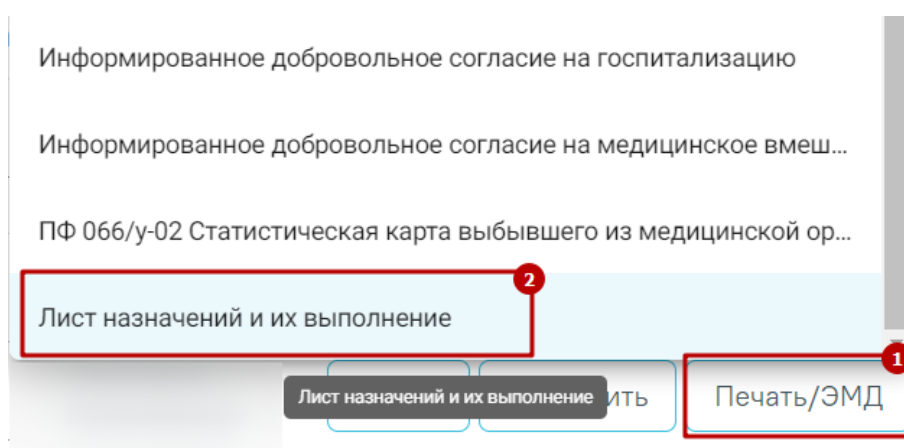 Информированное добровольное согласие на госпитализацию
Информированное добровольное согласие на медицинское вмеш...
ПФ 066/у-02 Статистическая карта выбывшего из медицинской ор...
2
Лист назначений и их выполнение
1
Лист назначений и их выполнение
ить
Печать/ЭМД